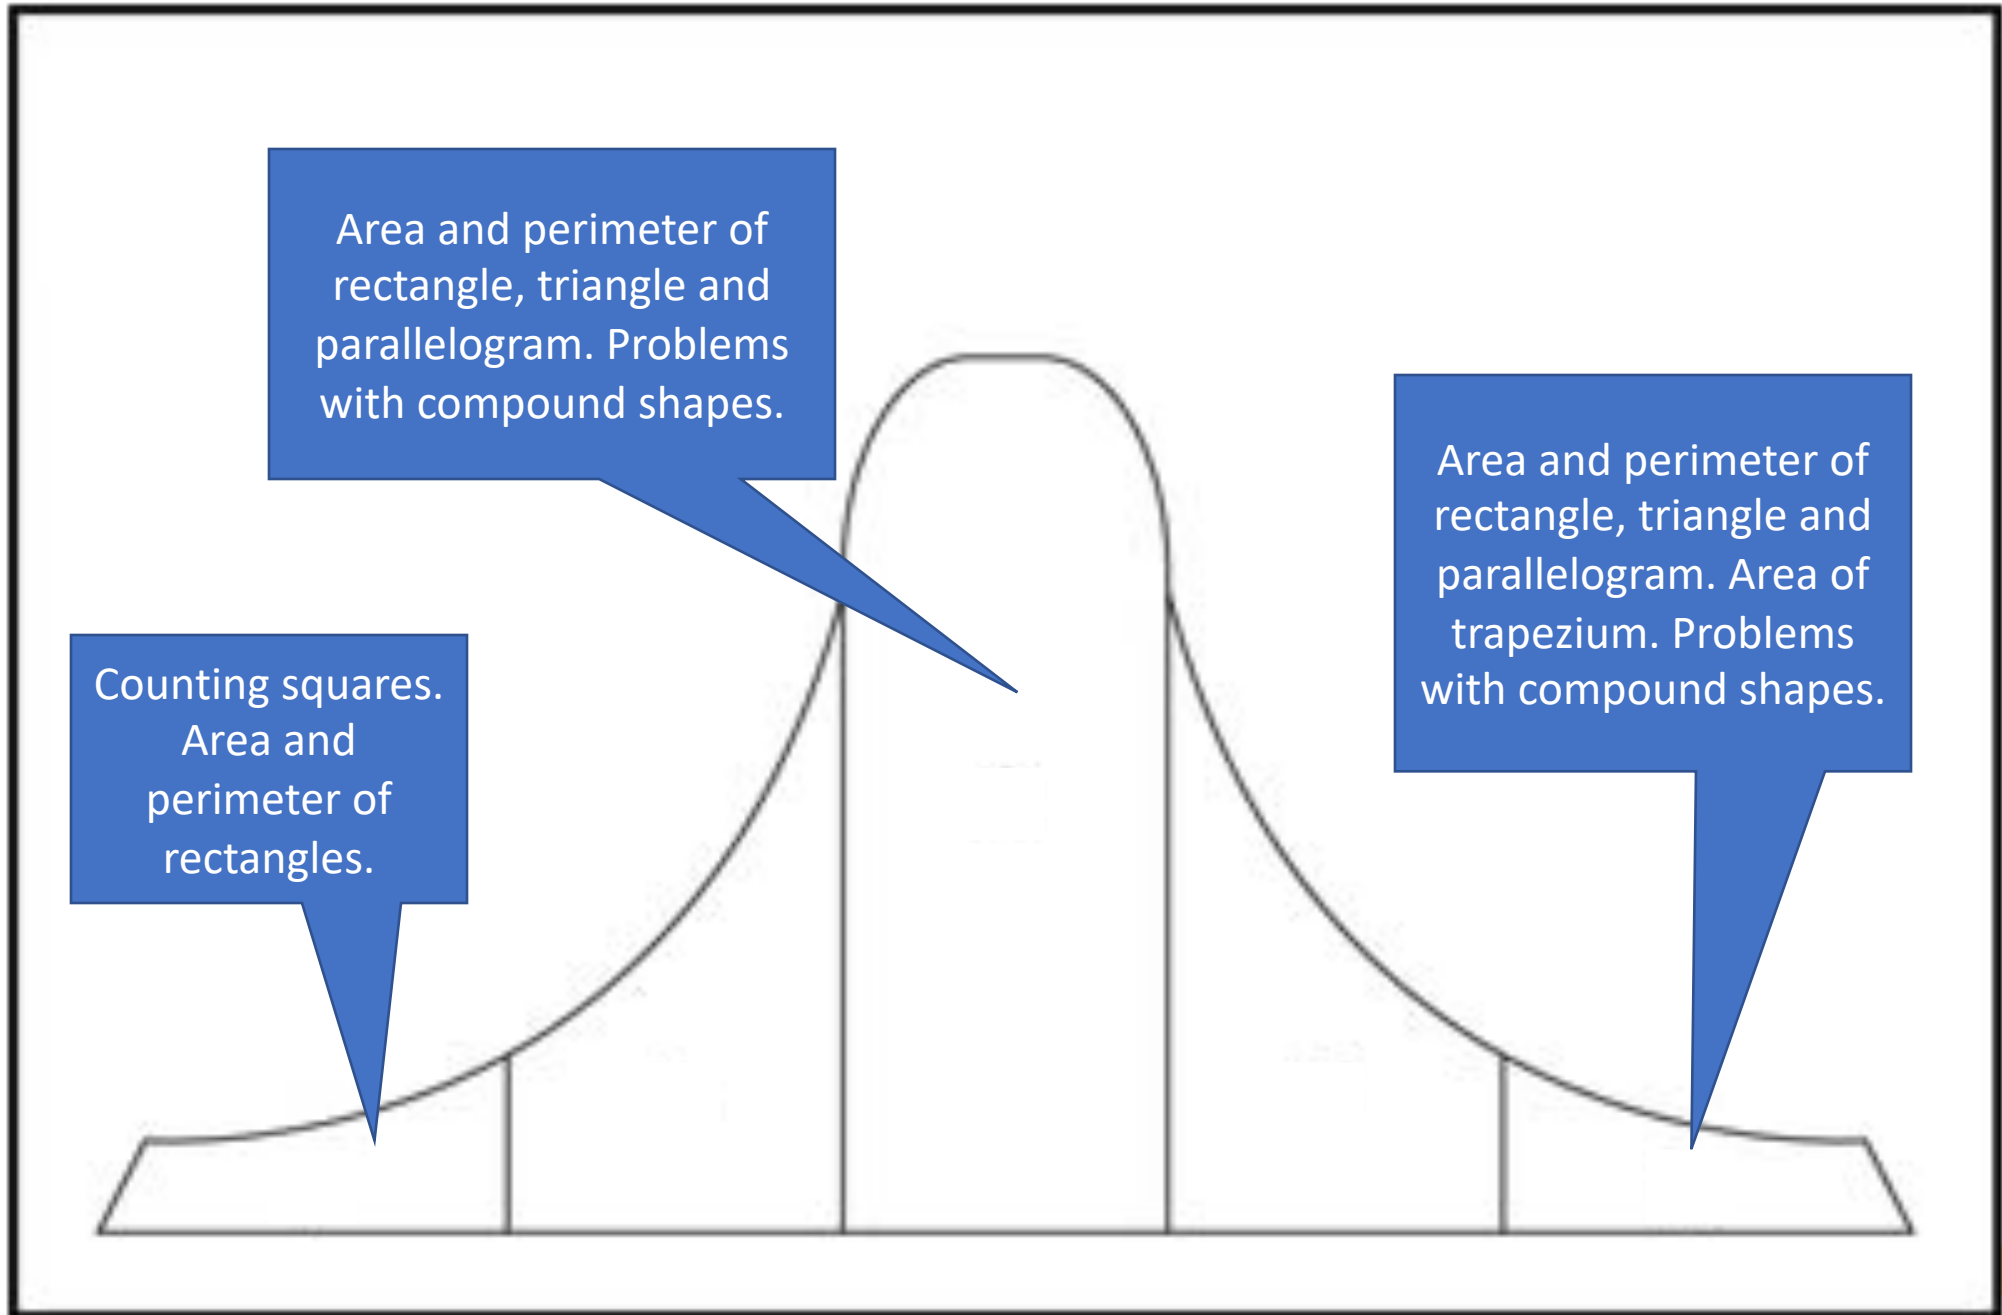 Area and perimeter of
rectangle, triangle and
parallelogram. Problems
with compound shapes.
Counting squares.
Area and
perimeter of
rectangles.
Area and perimeter of
rectangle, triangle and
parallelogram. Area of
trapezium. Problems
with compound shapes.